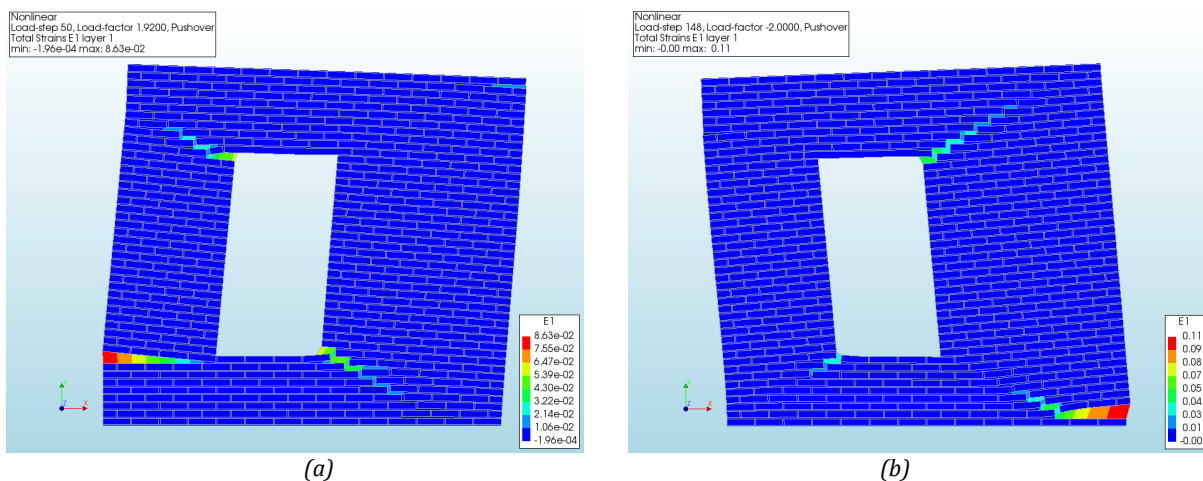 Nonlinear
Load-step 50, Load-factor 1.9200, Pushover
Total Strains E1 layer 1
min: -1.96e-04 max: 8.63e-02
E1
8.63e-02
7.55e-02
6.47e-02
5.39e-02
4.30e-02
3.22e-02
2.14e-02
1.06e-02
-1.96e-04
Y
Z
X
(a)
Nonlinear
Load-step 148, Load-factor -2.0000, Pushover
Total Strains E1 layer 1
min: -0.00 max: 0.11
E1
0.11
0.09
0.08
0.07
0.05
0.04
0.03
0.01
-0.00
Y
Z
X
(b)